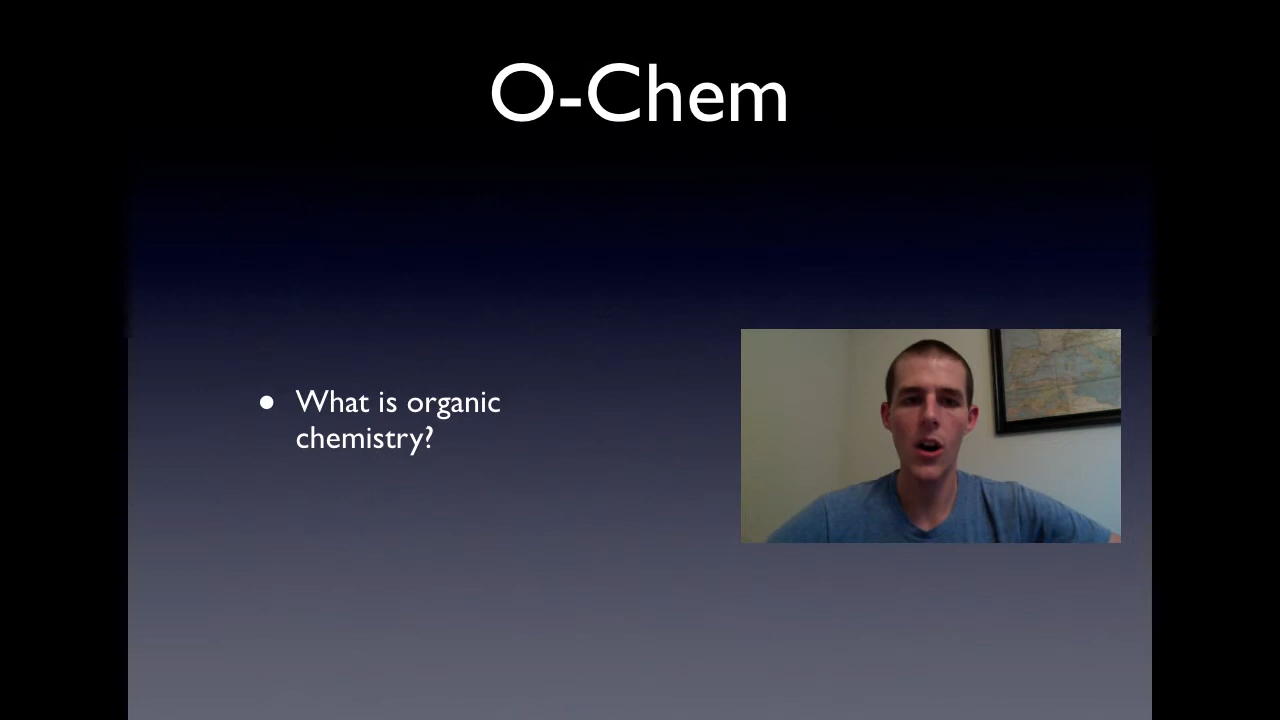 O-Chem
• What is organic
chemistry?